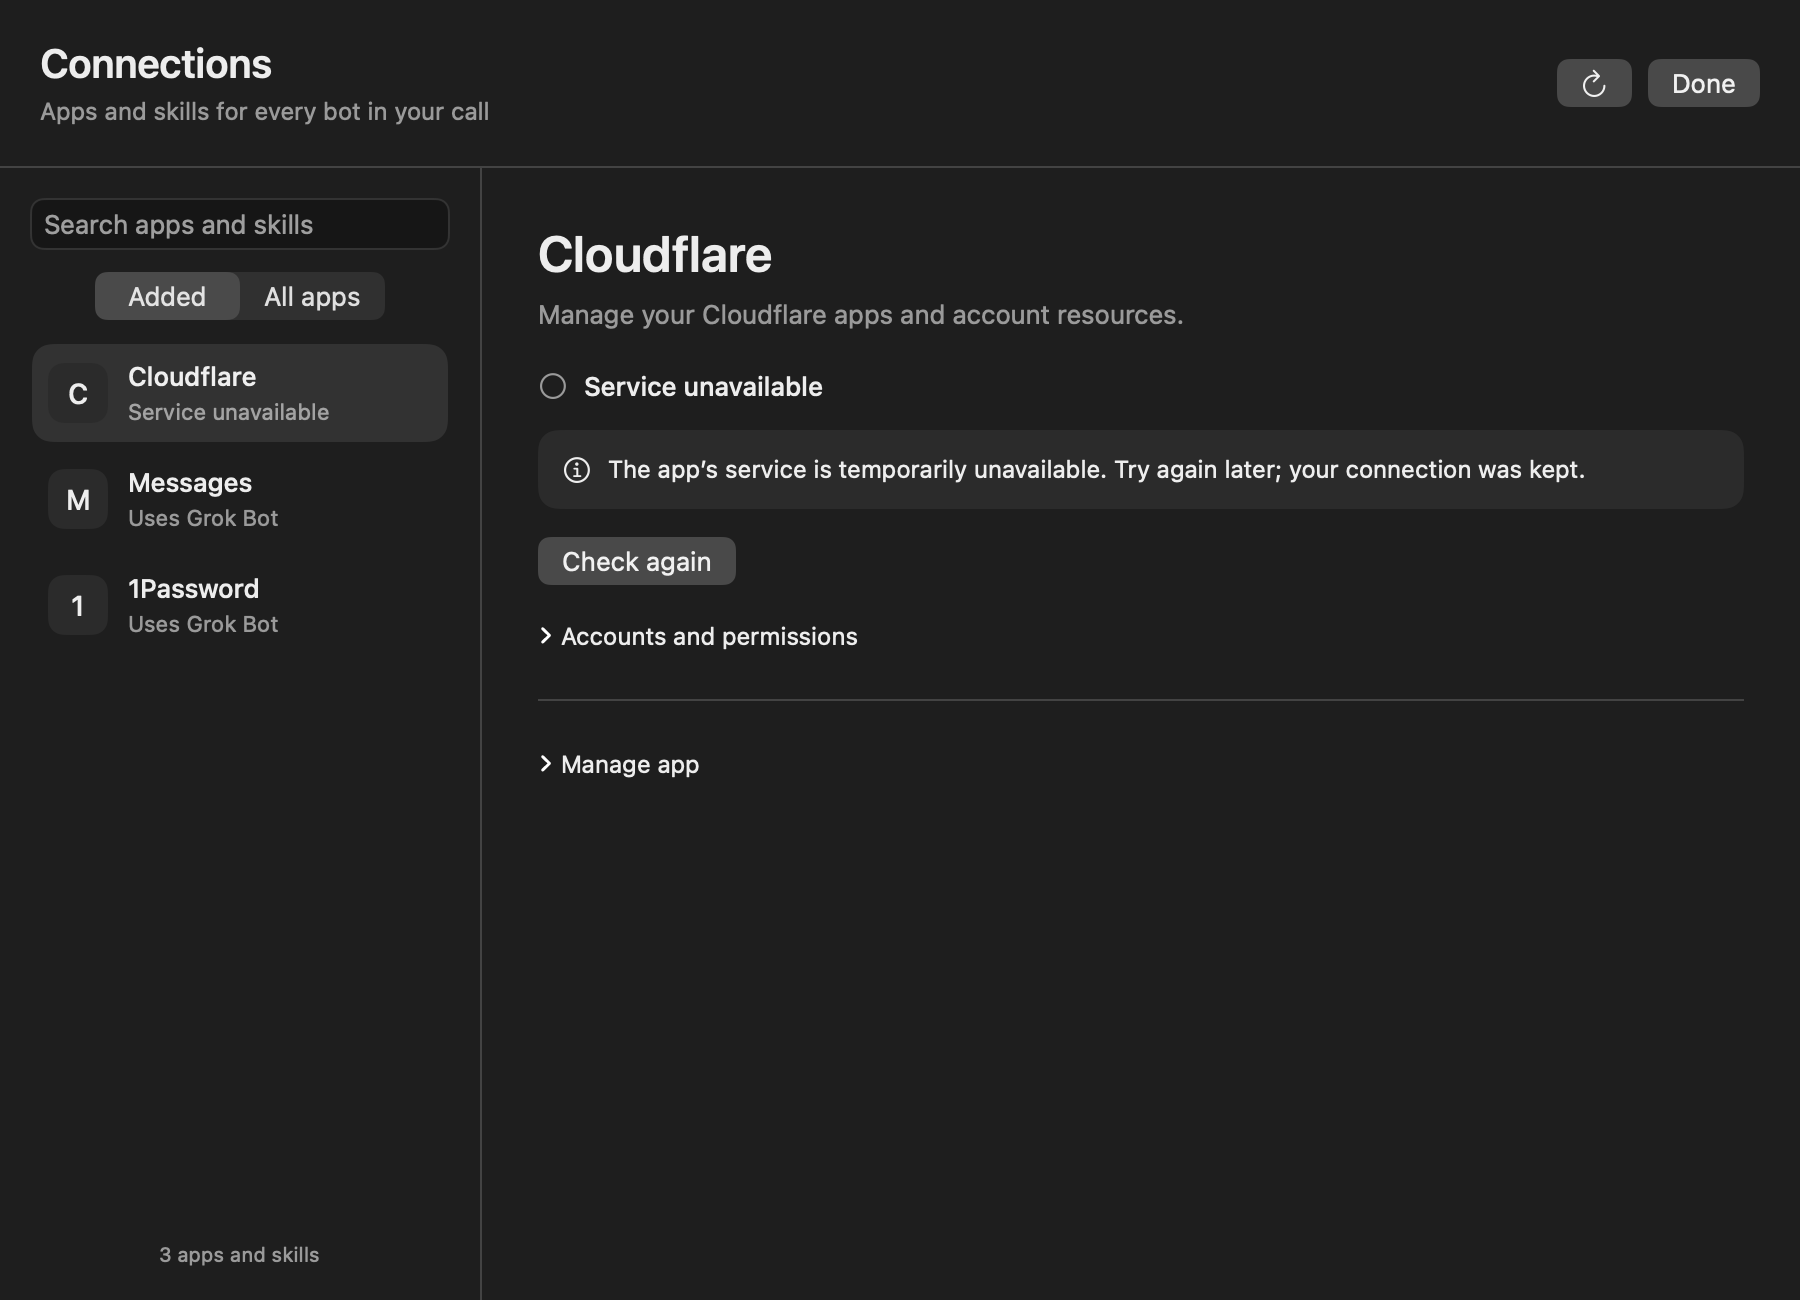 Connections
Apps and skills for every bot in your call
Done
Search apps and skills
Added
All apps
C
Cloudflare
Service unavailable
M
Messages
Uses Grok Bot
1
1Password
Uses Grok Bot
3 apps and skills
Cloudflare
Manage your Cloudflare apps and account resources.
Service unavailable
The app’s service is temporarily unavailable. Try again later; your connection was kept.
Check again
Accounts and permissions
Manage app